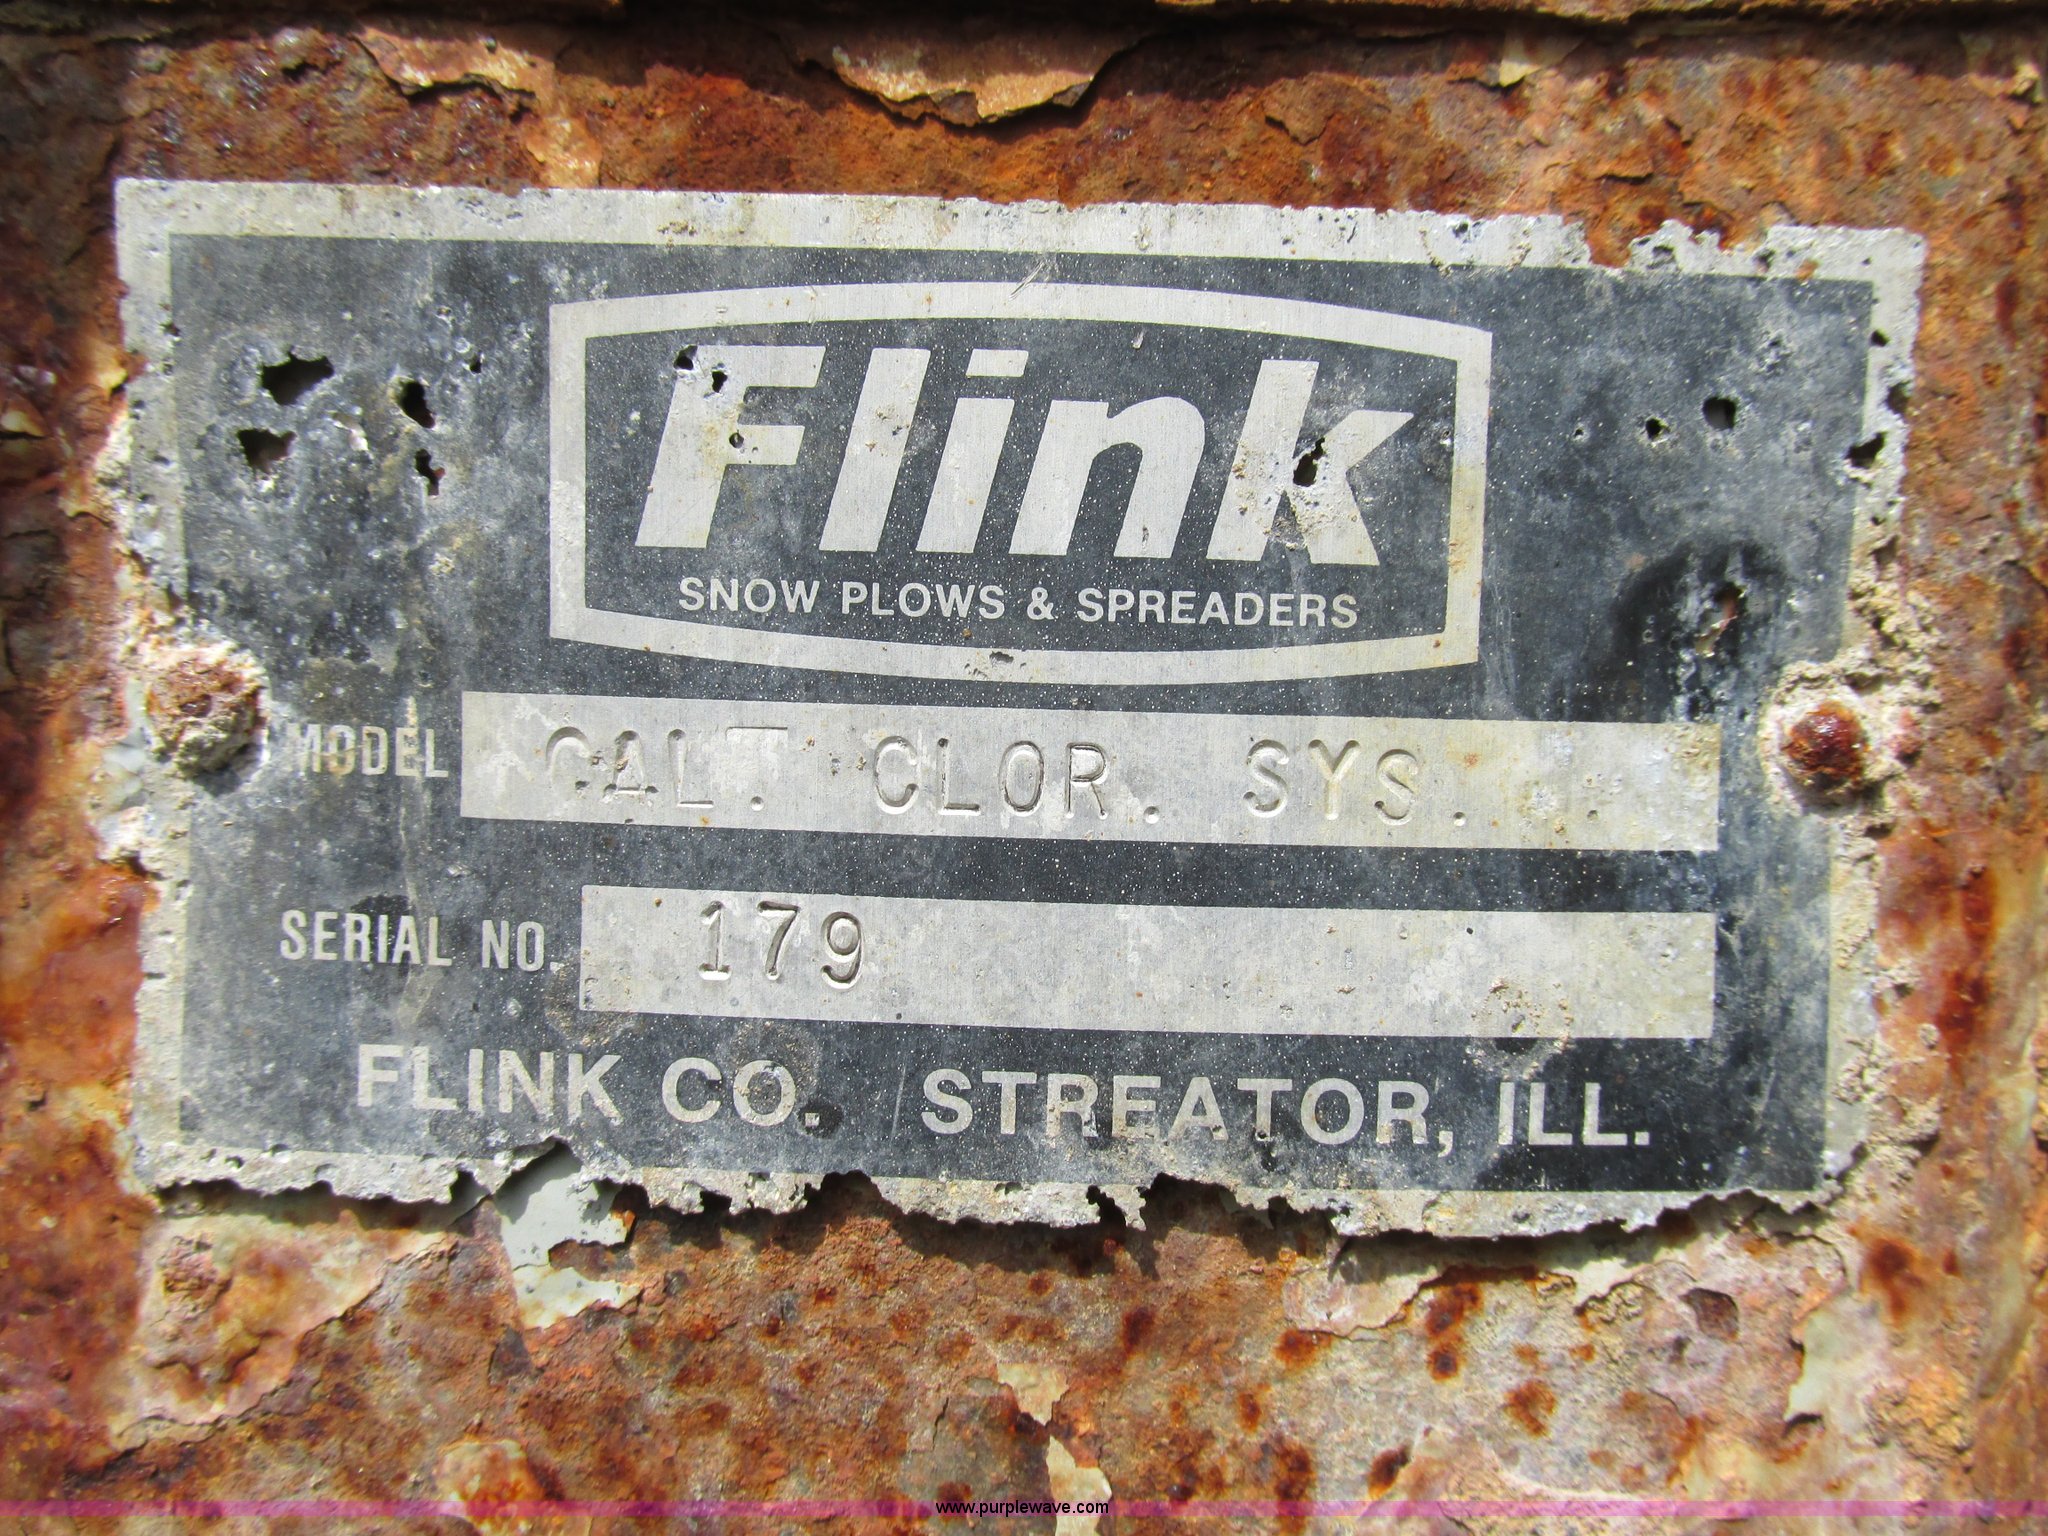 Flink
SNOW PLOWS & SPREADERS
MODEL CALT. CLOR. SYS.
SERIAL NO. 179
FLINK CO. STREATOR, ILL.
www.purplewave.com